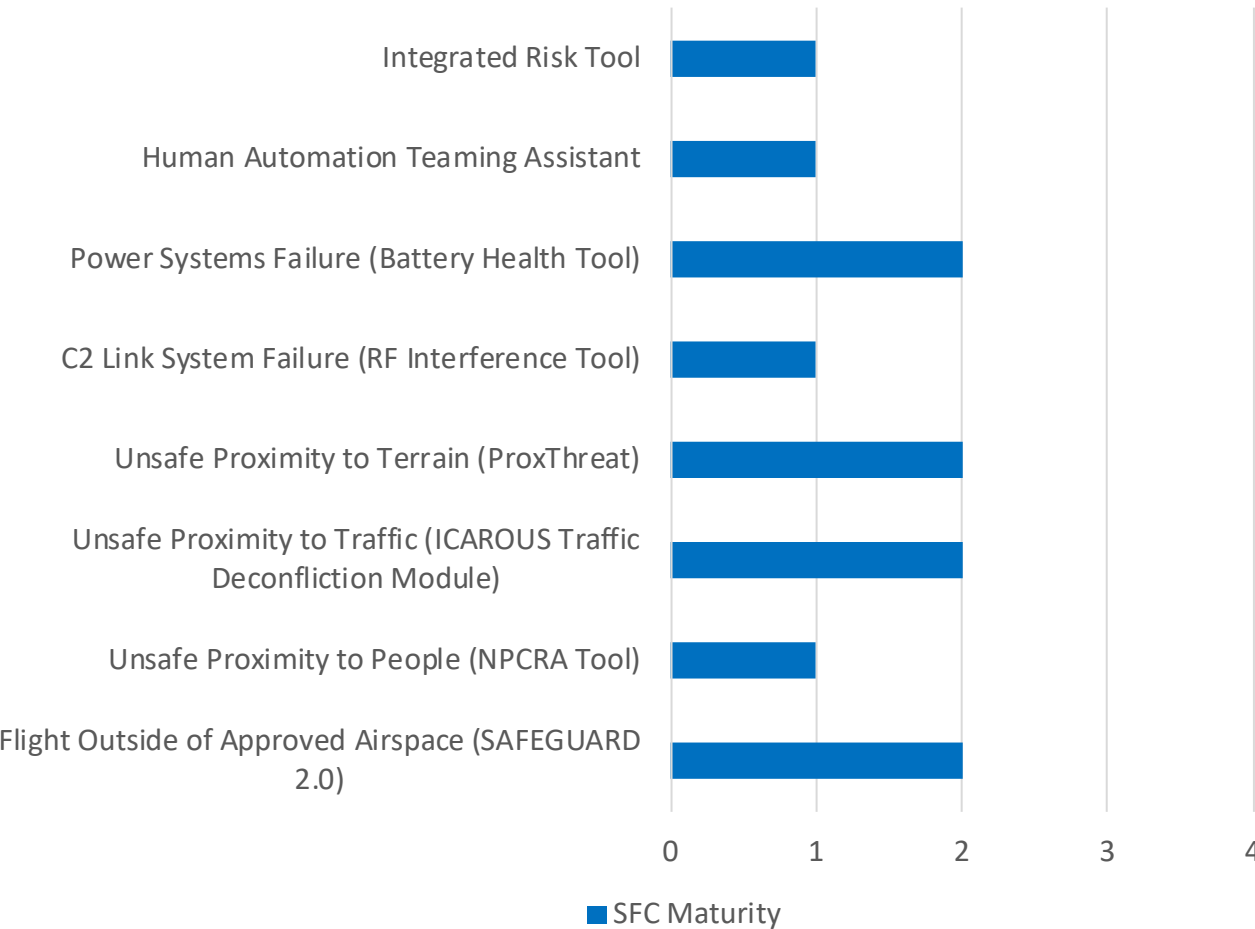 Integrated Risk Tool
Human Automation Teaming Assistant
Power Systems Failure (Battery Health Tool)
C2 Link System Failure (RF Interference Tool)
Unsafe Proximity to Terrain (ProxThreat)
Unsafe Proximity to Traffic (ICAROUS Traffic
Deconfliction Module)
Unsafe Proximity to People (NPCRA Tool)
Flight Outside of Approved Airspace (SAFEGUARD
2.0)
0 1 2 3 4
SFC Maturity